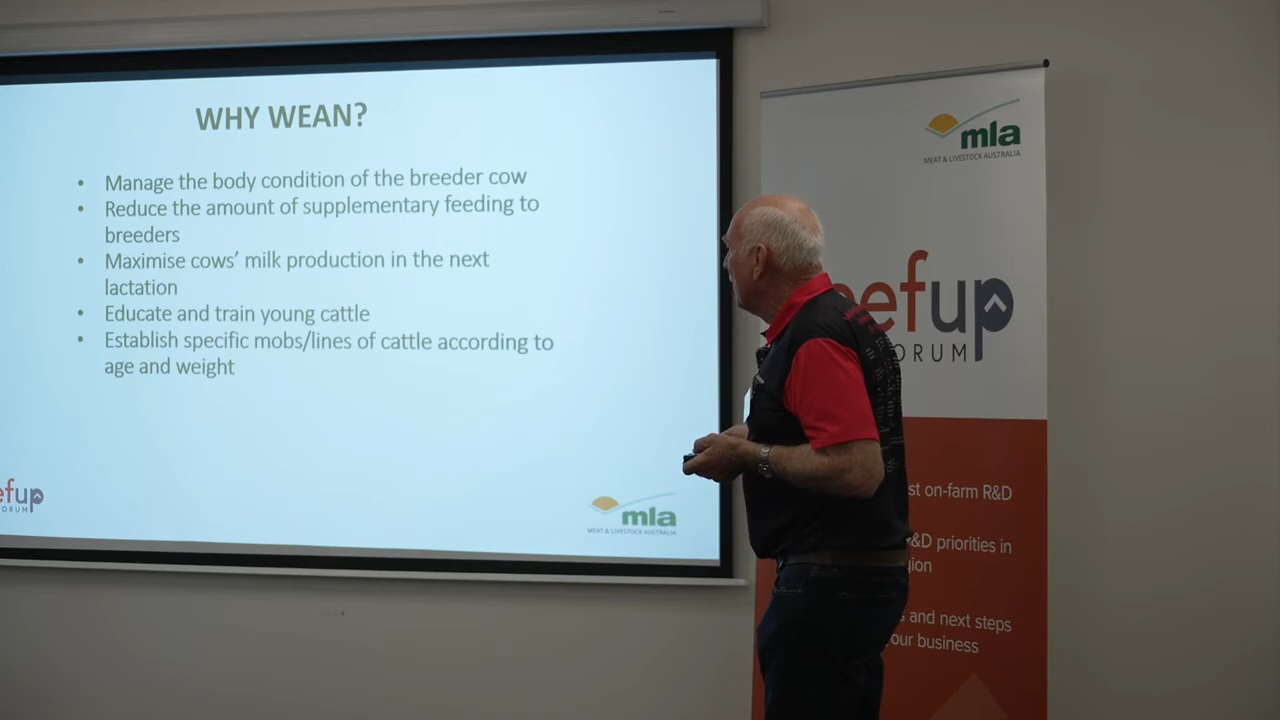 WHY WEAN?
• Manage the body condition of the breeder cow
• Reduce the amount of supplementary feeding to
breeders
• Maximise cows' milk production in the next
lactation
• Educate and train young cattle
• Establish specific mobs/lines of cattle according to
age and weight
efup
ORUM
mla
MEAT & LIVESTOCK AUSTRALIA
mla
MEAT & LIVESTOCK AUSTRALIA
eefup
ORUM
st on-farm R&D
R&D priorities in
ion
s and next steps
our business